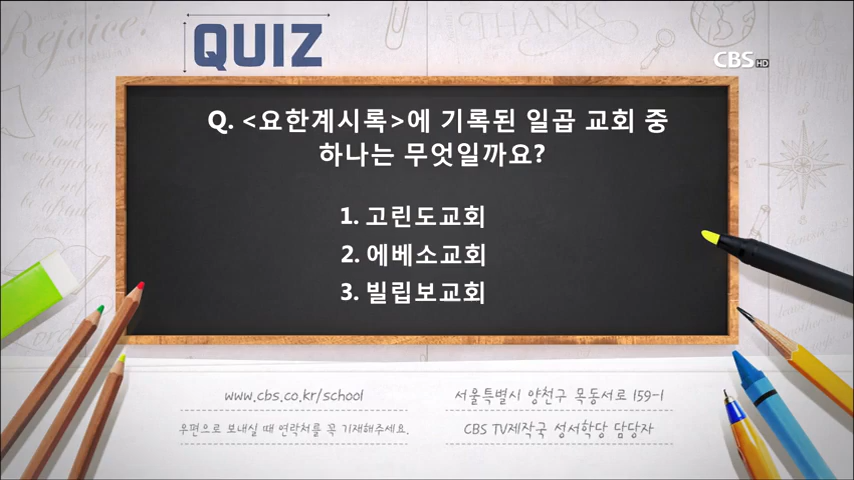 Rejoice!
QUIZ
CBS HD
Q. <요한계시록>에 기록된 일곱 교회 중
하나는 무엇일까요?
1. 고린도교회
2. 에베소교회
3. 빌립보교회
www.cbs.co.kr/school
서울특별시 양천구 목동서로 159-1
우편으로 보내실 때 연락처를 꼭 기재해주세요.
CBS TV제작국 성서학당 담당자